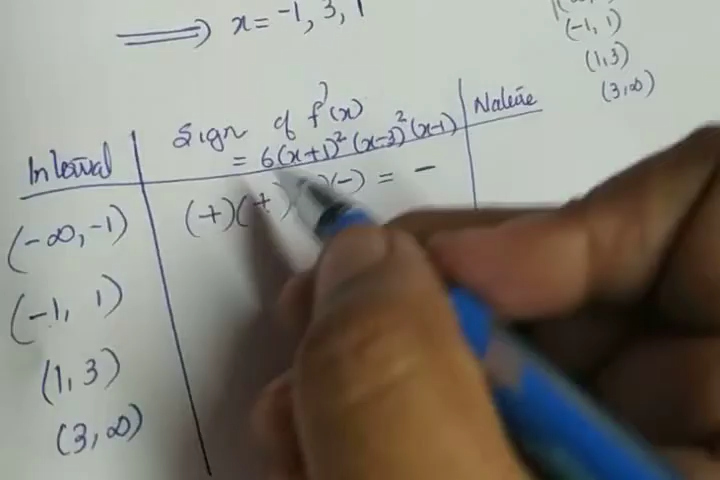 ⟹ x = -1, 3, 1
(-1, 1)
(1,3)
(3,∞)
Interval | Sign of f'(x) = 6(x+1)² (x-3)² (x-1) | Nature
(-∞, -1) | (+)(+) (-) = -
(-1, 1)
(1, 3)
(3, ∞)